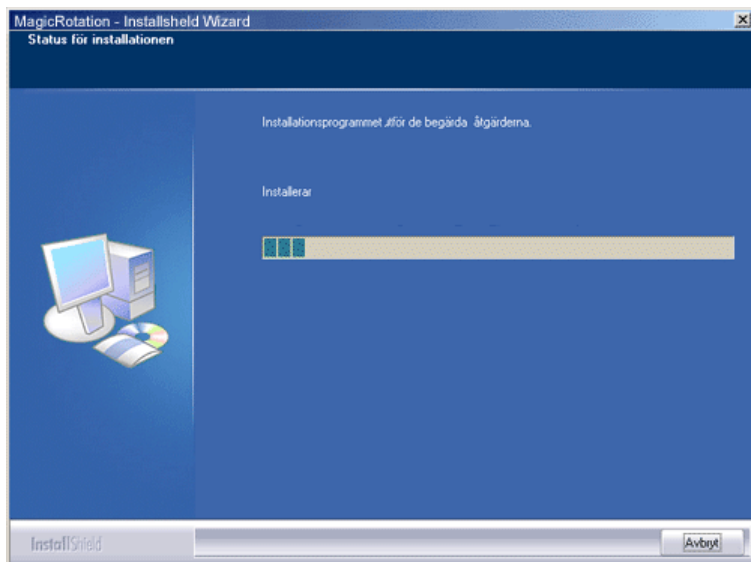 MagicRotation - Installsheld Wizard
Status för installationen
Installationsprogrammet utför de begärda åtgärderna.
Installerar
InstallShield
Avbryt